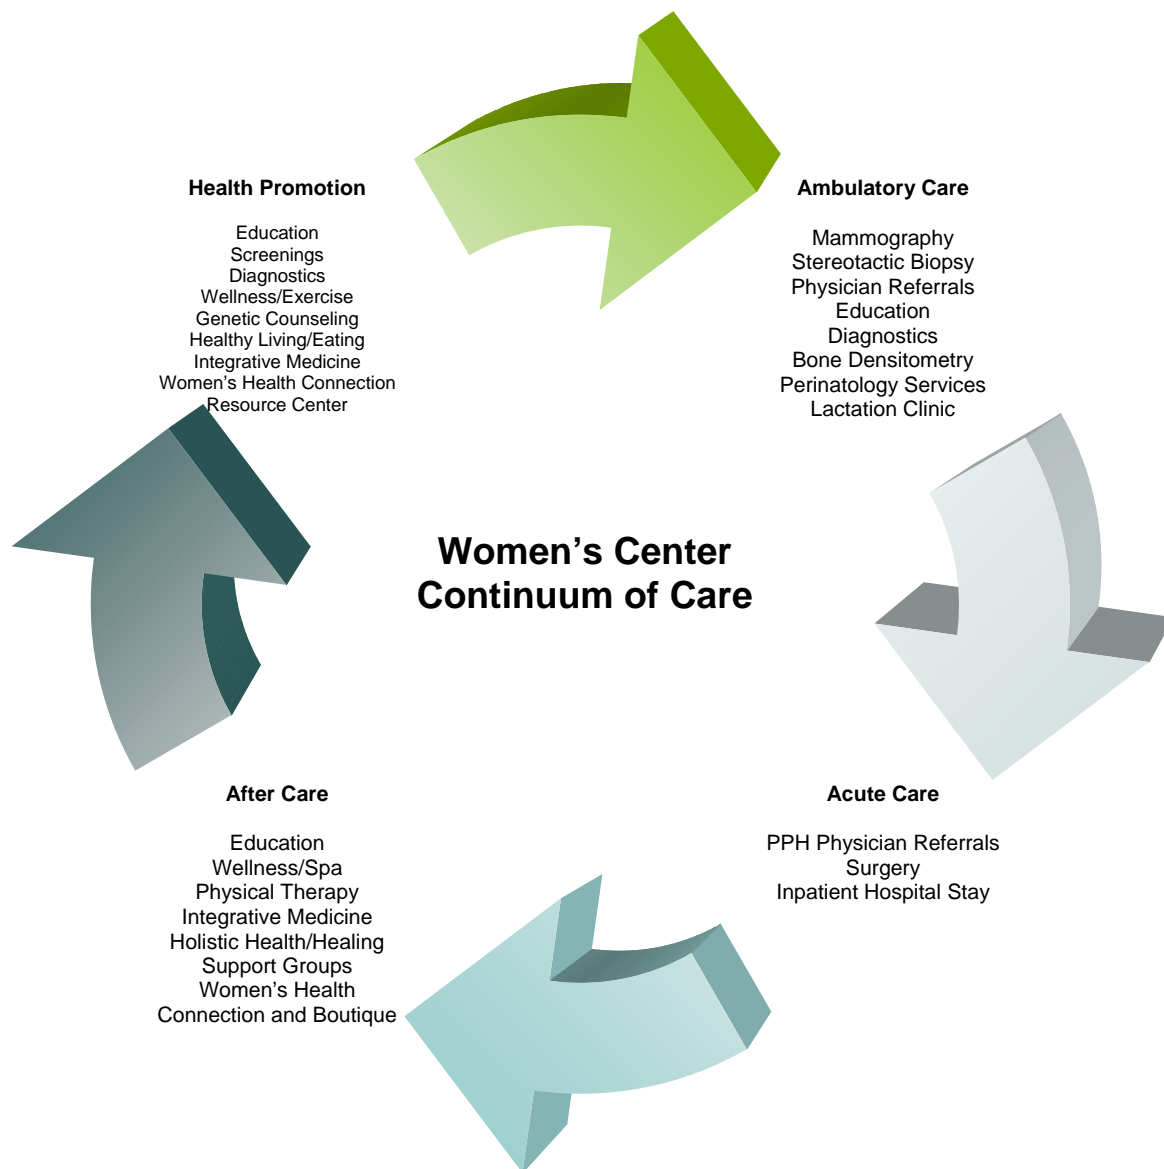 Health Promotion
Education
Screenings
Diagnostics
Wellness/Exercise
Genetic Counseling
Healthy Living/Eating
Integrative Medicine
Women’s Health Connection
Resource Center
Ambulatory Care
Mammography
Stereotactic Biopsy
Physician Referrals
Education
Diagnostics
Bone Densitometry
Perinatology Services
Lactation Clinic
Women’s Center
Continuum of Care
After Care
Education
Wellness/Spa
Physical Therapy
Integrative Medicine
Holistic Health/Healing
Support Groups
Women’s Health
Connection and Boutique
Acute Care
PPH Physician Referrals
Surgery
Inpatient Hospital Stay